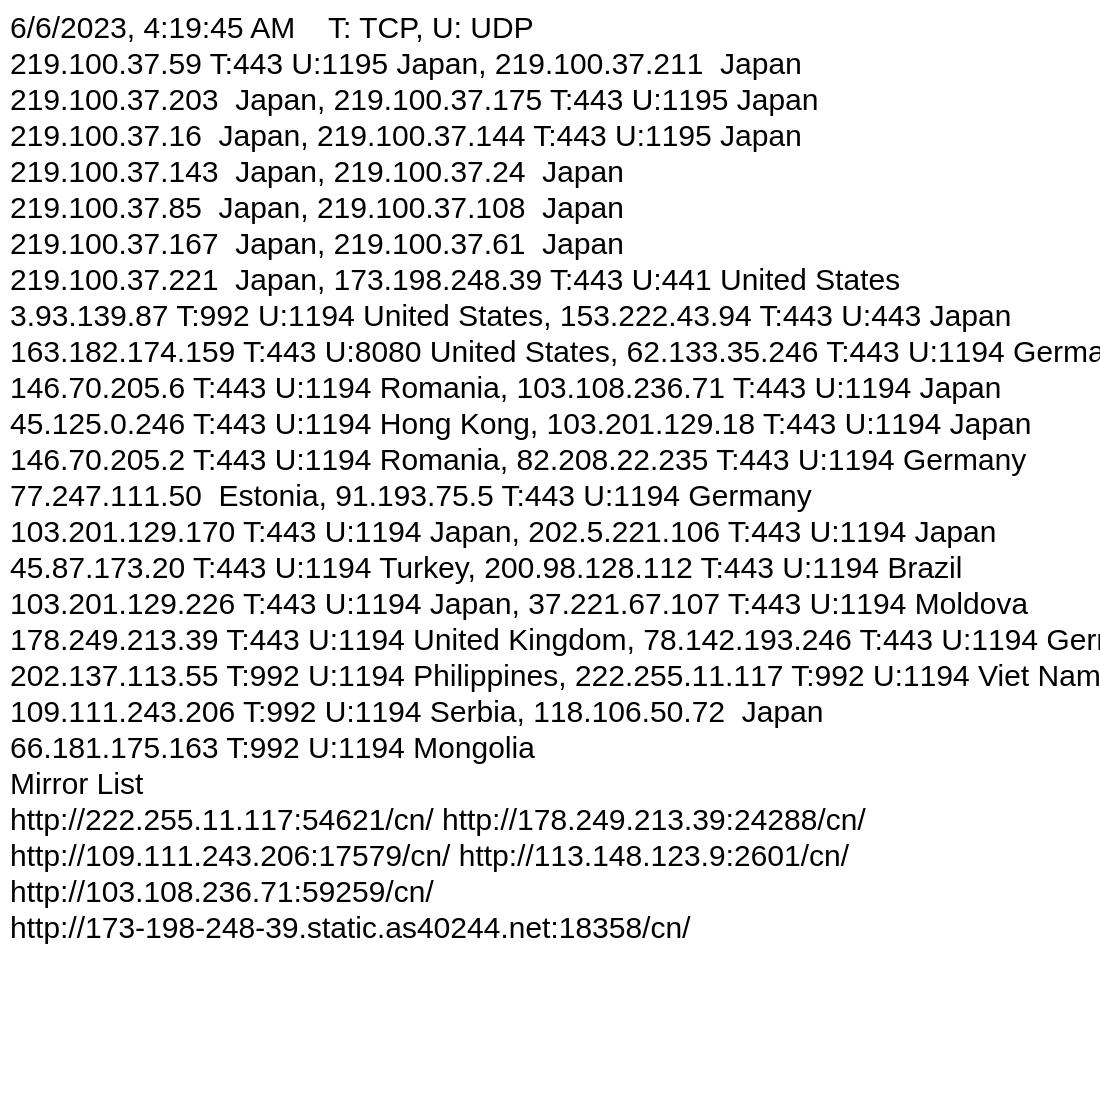 6/6/2023, 4:19:45 AM    T: TCP, U: UDP
219.100.37.59 T:443 U:1195 Japan, 219.100.37.211  Japan
219.100.37.203  Japan, 219.100.37.175 T:443 U:1195 Japan
219.100.37.16  Japan, 219.100.37.144 T:443 U:1195 Japan
219.100.37.143  Japan, 219.100.37.24  Japan
219.100.37.85  Japan, 219.100.37.108  Japan
219.100.37.167  Japan, 219.100.37.61  Japan
219.100.37.221  Japan, 173.198.248.39 T:443 U:441 United States
3.93.139.87 T:992 U:1194 United States, 153.222.43.94 T:443 U:443 Japan
163.182.174.159 T:443 U:8080 United States, 62.133.35.246 T:443 U:1194 Germa
146.70.205.6 T:443 U:1194 Romania, 103.108.236.71 T:443 U:1194 Japan
45.125.0.246 T:443 U:1194 Hong Kong, 103.201.129.18 T:443 U:1194 Japan
146.70.205.2 T:443 U:1194 Romania, 82.208.22.235 T:443 U:1194 Germany
77.247.111.50  Estonia, 91.193.75.5 T:443 U:1194 Germany
103.201.129.170 T:443 U:1194 Japan, 202.5.221.106 T:443 U:1194 Japan
45.87.173.20 T:443 U:1194 Turkey, 200.98.128.112 T:443 U:1194 Brazil
103.201.129.226 T:443 U:1194 Japan, 37.221.67.107 T:443 U:1194 Moldova
178.249.213.39 T:443 U:1194 United Kingdom, 78.142.193.246 T:443 U:1194 Ger
202.137.113.55 T:992 U:1194 Philippines, 222.255.11.117 T:992 U:1194 Viet Nam
109.111.243.206 T:992 U:1194 Serbia, 118.106.50.72  Japan
66.181.175.163 T:992 U:1194 Mongolia
Mirror List
http://222.255.11.117:54621/cn/ http://178.249.213.39:24288/cn/
http://109.111.243.206:17579/cn/ http://113.148.123.9:2601/cn/
http://103.108.236.71:59259/cn/
http://173-198-248-39.static.as40244.net:18358/cn/